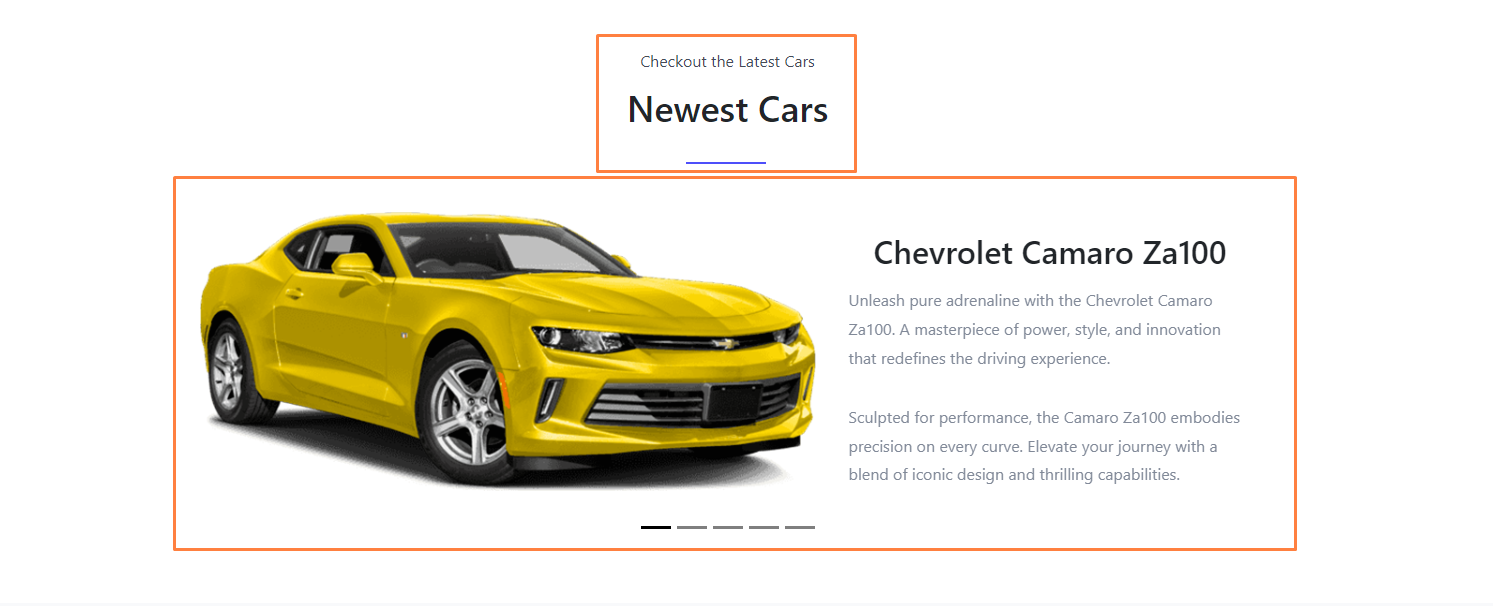 Checkout the Latest Cars
Newest Cars
Chevrolet Camaro Za100
Unleash pure adrenaline with the Chevrolet Camaro
Za100. A masterpiece of power, style, and innovation
that redefines the driving experience.
Sculpted for performance, the Camaro Za100 embodies
precision on every curve. Elevate your journey with a
blend of iconic design and thrilling capabilities.